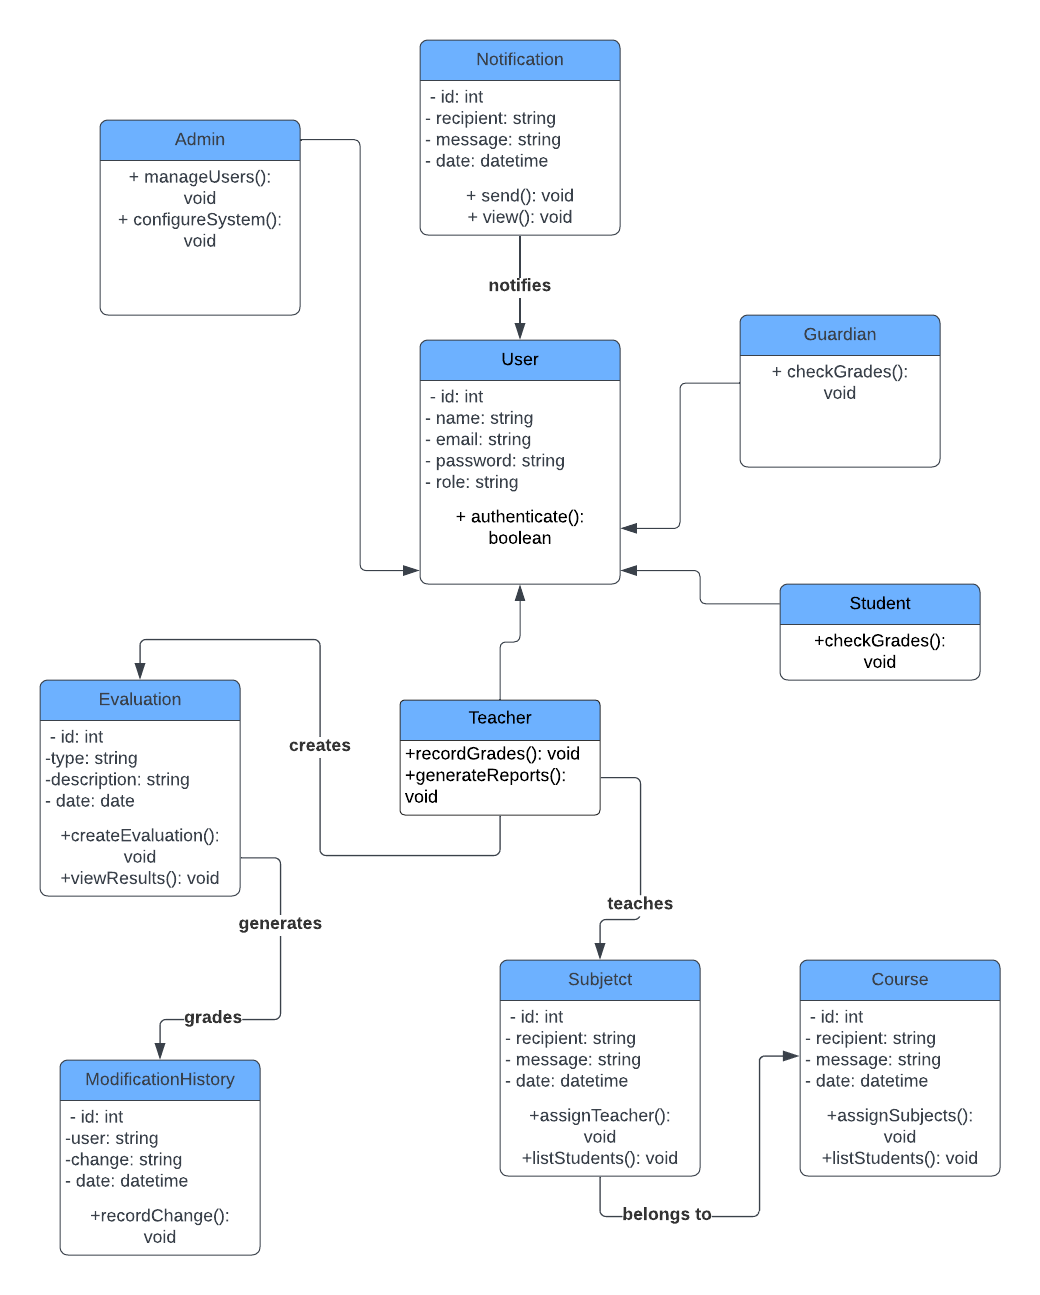 Notification
- id: int
- recipient: string
- message: string
- date: datetime
+ send(): void
+ view(): void
Admin
+ manageUsers():
void
+ configureSystem():
void
notifies
User
- id: int
- name: string
- email: string
- password: string
- role: string
+ authenticate():
boolean
Guardian
+ checkGrades():
void
Student
+checkGrades():
void
Evaluation
- id: int
-type: string
-description: string
- date: date
+createEvaluation():
void
+viewResults(): void
creates
Teacher
+recordGrades(): void
+generateReports():
void
teaches
generates
grades
ModificationHistory
- id: int
-user: string
-change: string
- date: datetime
+recordChange():
void
Subjetct
- id: int
- recipient: string
- message: string
- date: datetime
+assignTeacher():
void
+listStudents(): void
Course
- id: int
- recipient: string
- message: string
- date: datetime
+assignSubjects():
void
+listStudents(): void
belongs to